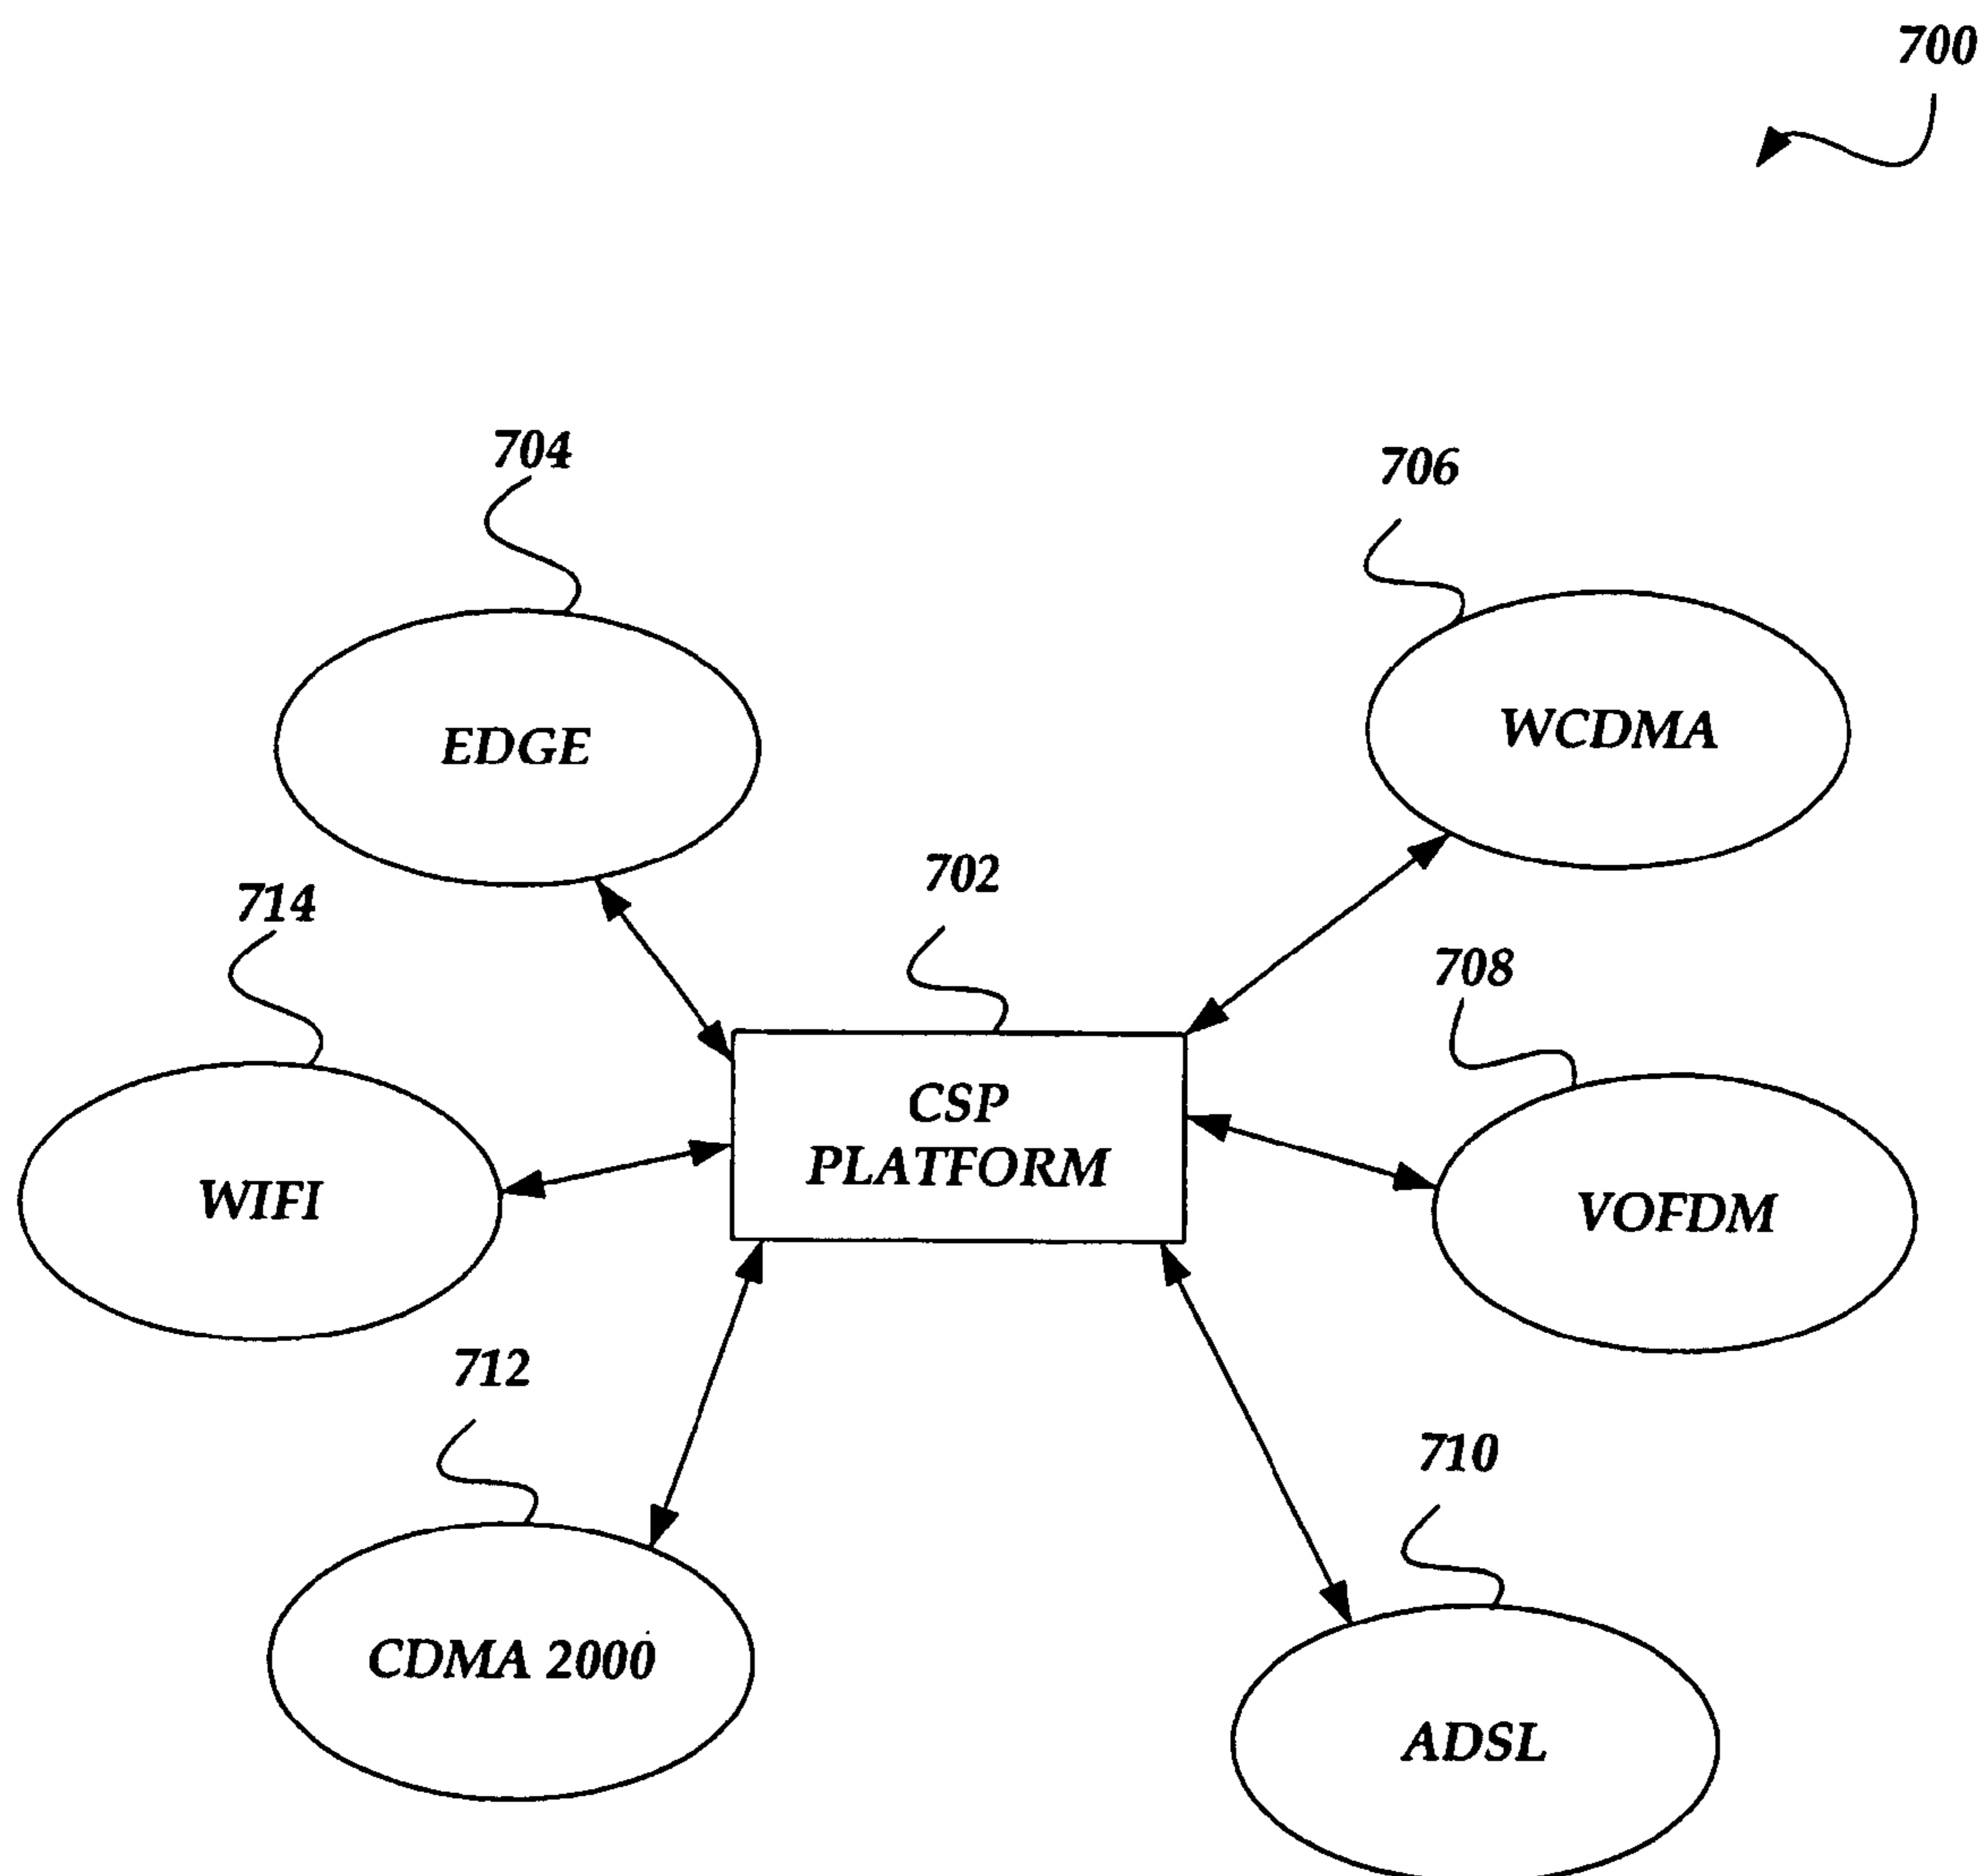 700
704
706
EDGE
WCDMA
702
714
708
CSP
PLATFORM
WIFI
VOFDM
712
710
CDMA 2000
ADSL